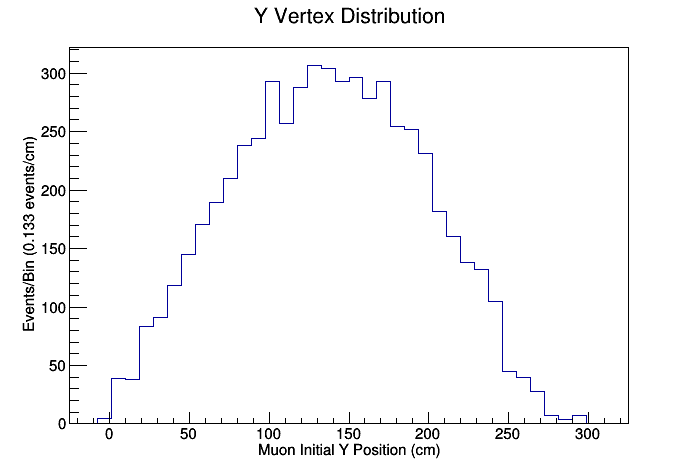 Y Vertex Distribution
Events/Bin (0.133 events/cm)
300
250
200
150
100
50
0
0 50 100 150 200 250 300
Muon Initial Y Position (cm)